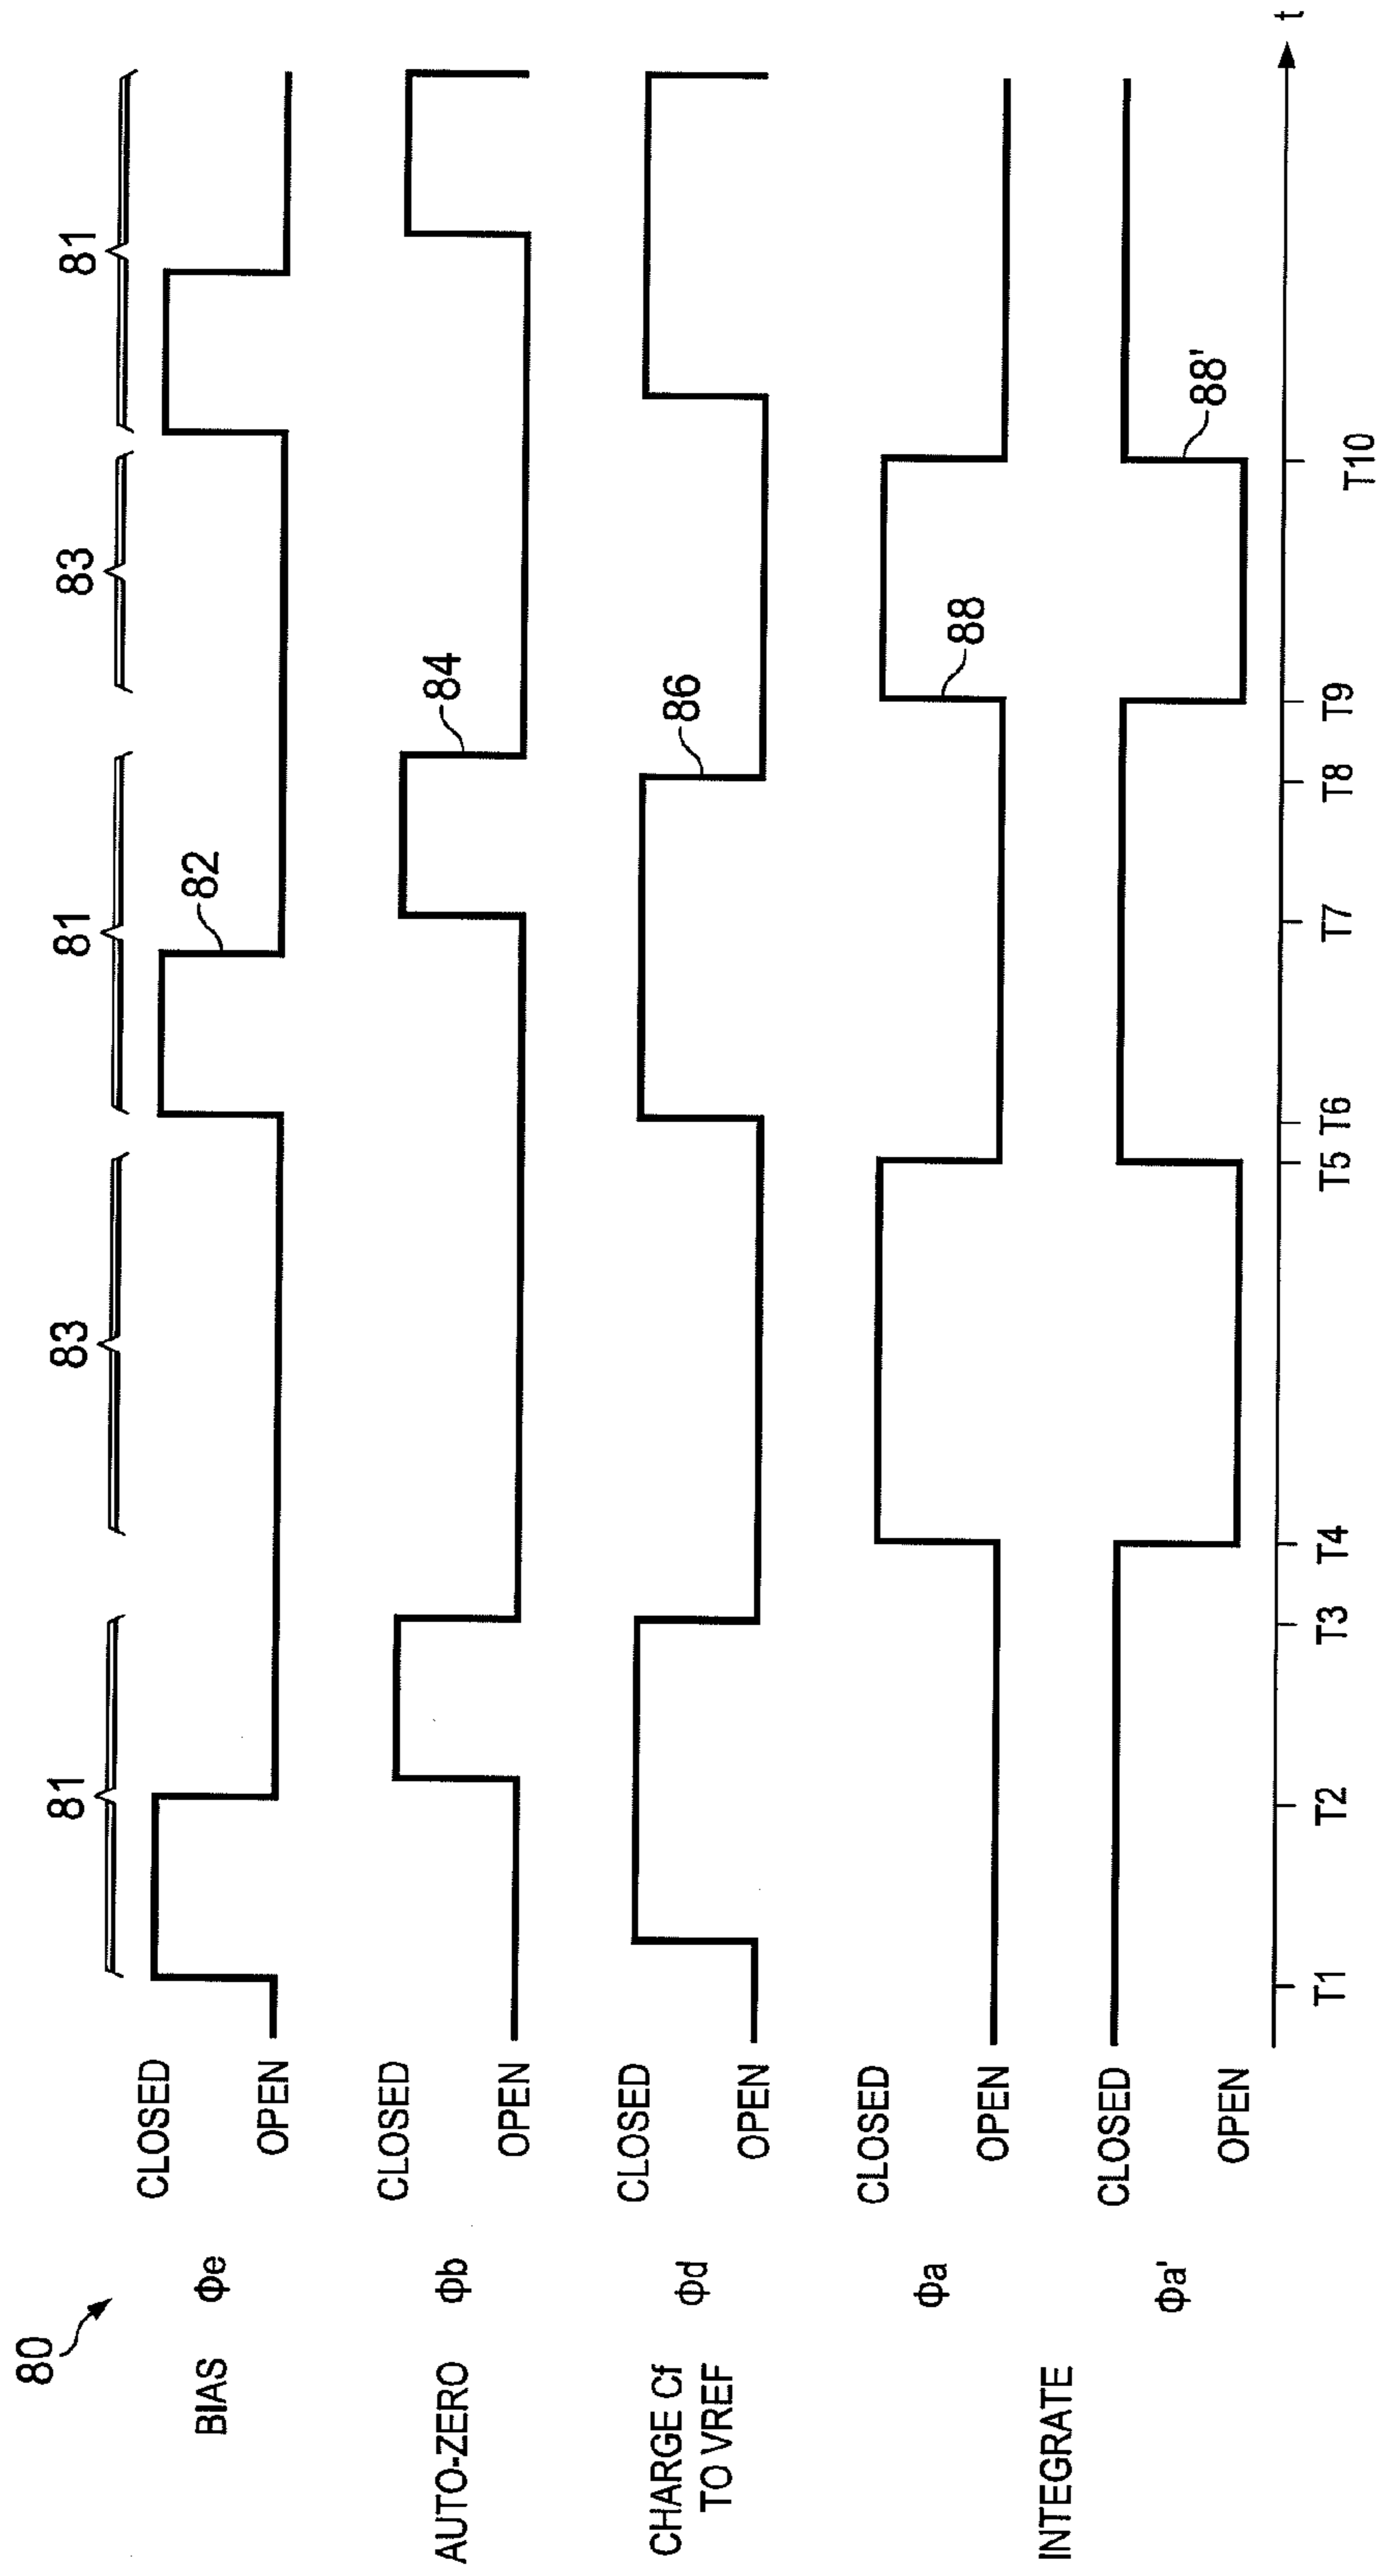 80
81
83
81
83
81
BIAS
Φe
CLOSED
OPEN
82
AUTO-ZERO
Φb
CLOSED
OPEN
84
CHARGE Cf
TO VREF
Φd
CLOSED
OPEN
86
INTEGRATE
Φa
CLOSED
OPEN
88
Φa'
CLOSED
OPEN
88'
T1
T2
T3
T4
T5
T6
T7
T8
T9
T10
t